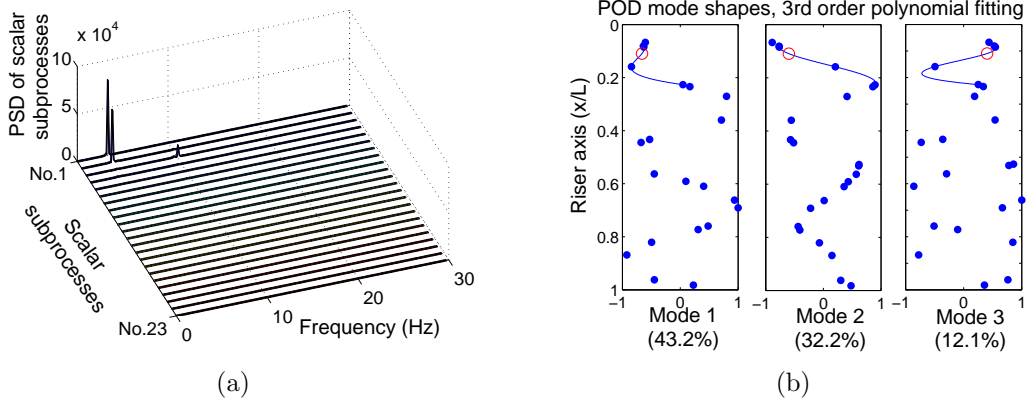 x 10⁴
10
5
0
PSD of scalar
subprocesses
No.1
Scalar
subprocesses
No.23
0
10
20
30
Frequency (Hz)
(a)
POD mode shapes, 3rd order polynomial fitting
Riser axis (x/L)
0
0.2
0.4
0.6
0.8
1
−1 0 1
−1 0 1
−1 0 1
Mode 1
(43.2%)
Mode 2
(32.2%)
Mode 3
(12.1%)
(b)